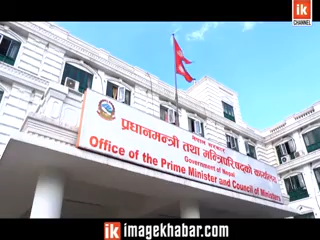 ik
CHANNEL
नेपाल सरकार
प्रधानमन्त्री तथा मन्त्रिपरिषद्को कार्यालय
Government of Nepal
Office of the Prime Minister and Council of Ministers
ik imagekhabar.com